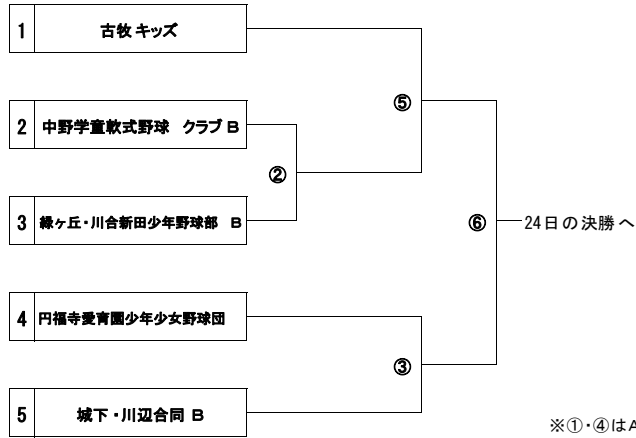 1 古牧 キッズ
⑤
2 中野学童軟式野球 クラブ B
②
3 緑ヶ丘・川合新田少年野球部 B
⑥ 24日の決勝へ
4 円福寺愛育園少年少女野球団
③
5 城下・川辺合同 B
※①・④はA